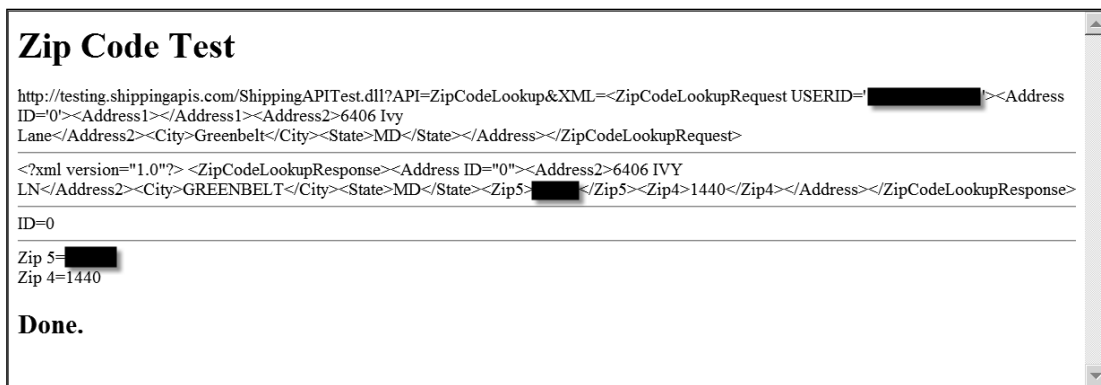 Zip Code Test
http://testing.shippingapis.com/ShippingAPITest.dll?API=ZipCodeLookup&XML=<ZipCodeLookupRequest USERID=' '><Address
ID='0'><Address1></Address1><Address2>6406 Ivy
Lane</Address2><City>Greenbelt</City><State>MD</State></Address></ZipCodeLookupRequest>
<?xml version="1.0"?> <ZipCodeLookupResponse><Address ID="0"><Address2>6406 IVY
LN</Address2><City>GREENBELT</City><State>MD</State><Zip5> </Zip5><Zip4>1440</Zip4></Address></ZipCodeLookupResponse>
ID=0
Zip 5=
Zip 4=1440
Done.